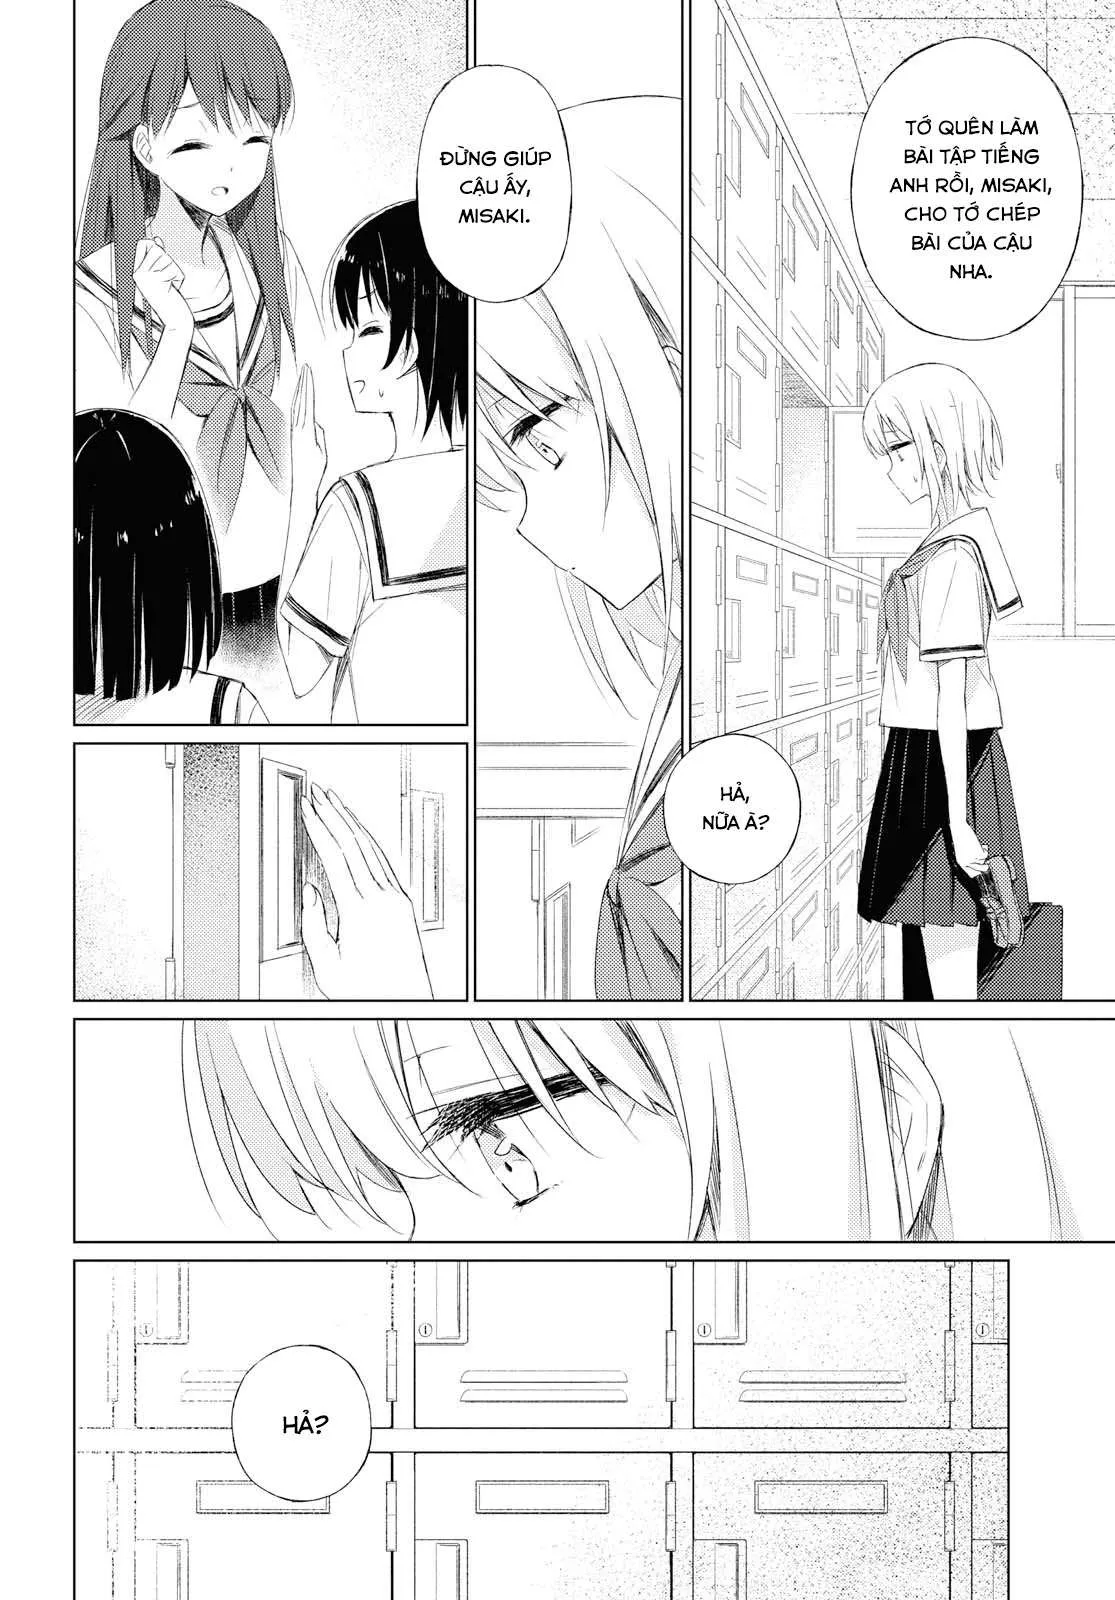 TỚ QUÊN LÀM
BÀI TẬP TIẾNG
ANH RỒI, MISAKI,
CHO TỚ CHÉP
BÀI CỦA CẬU
NHA.
HẢ,
NỮA À?
ĐỪNG GIÚP
CẬU ẤY,
MISAKI.
HẢ?